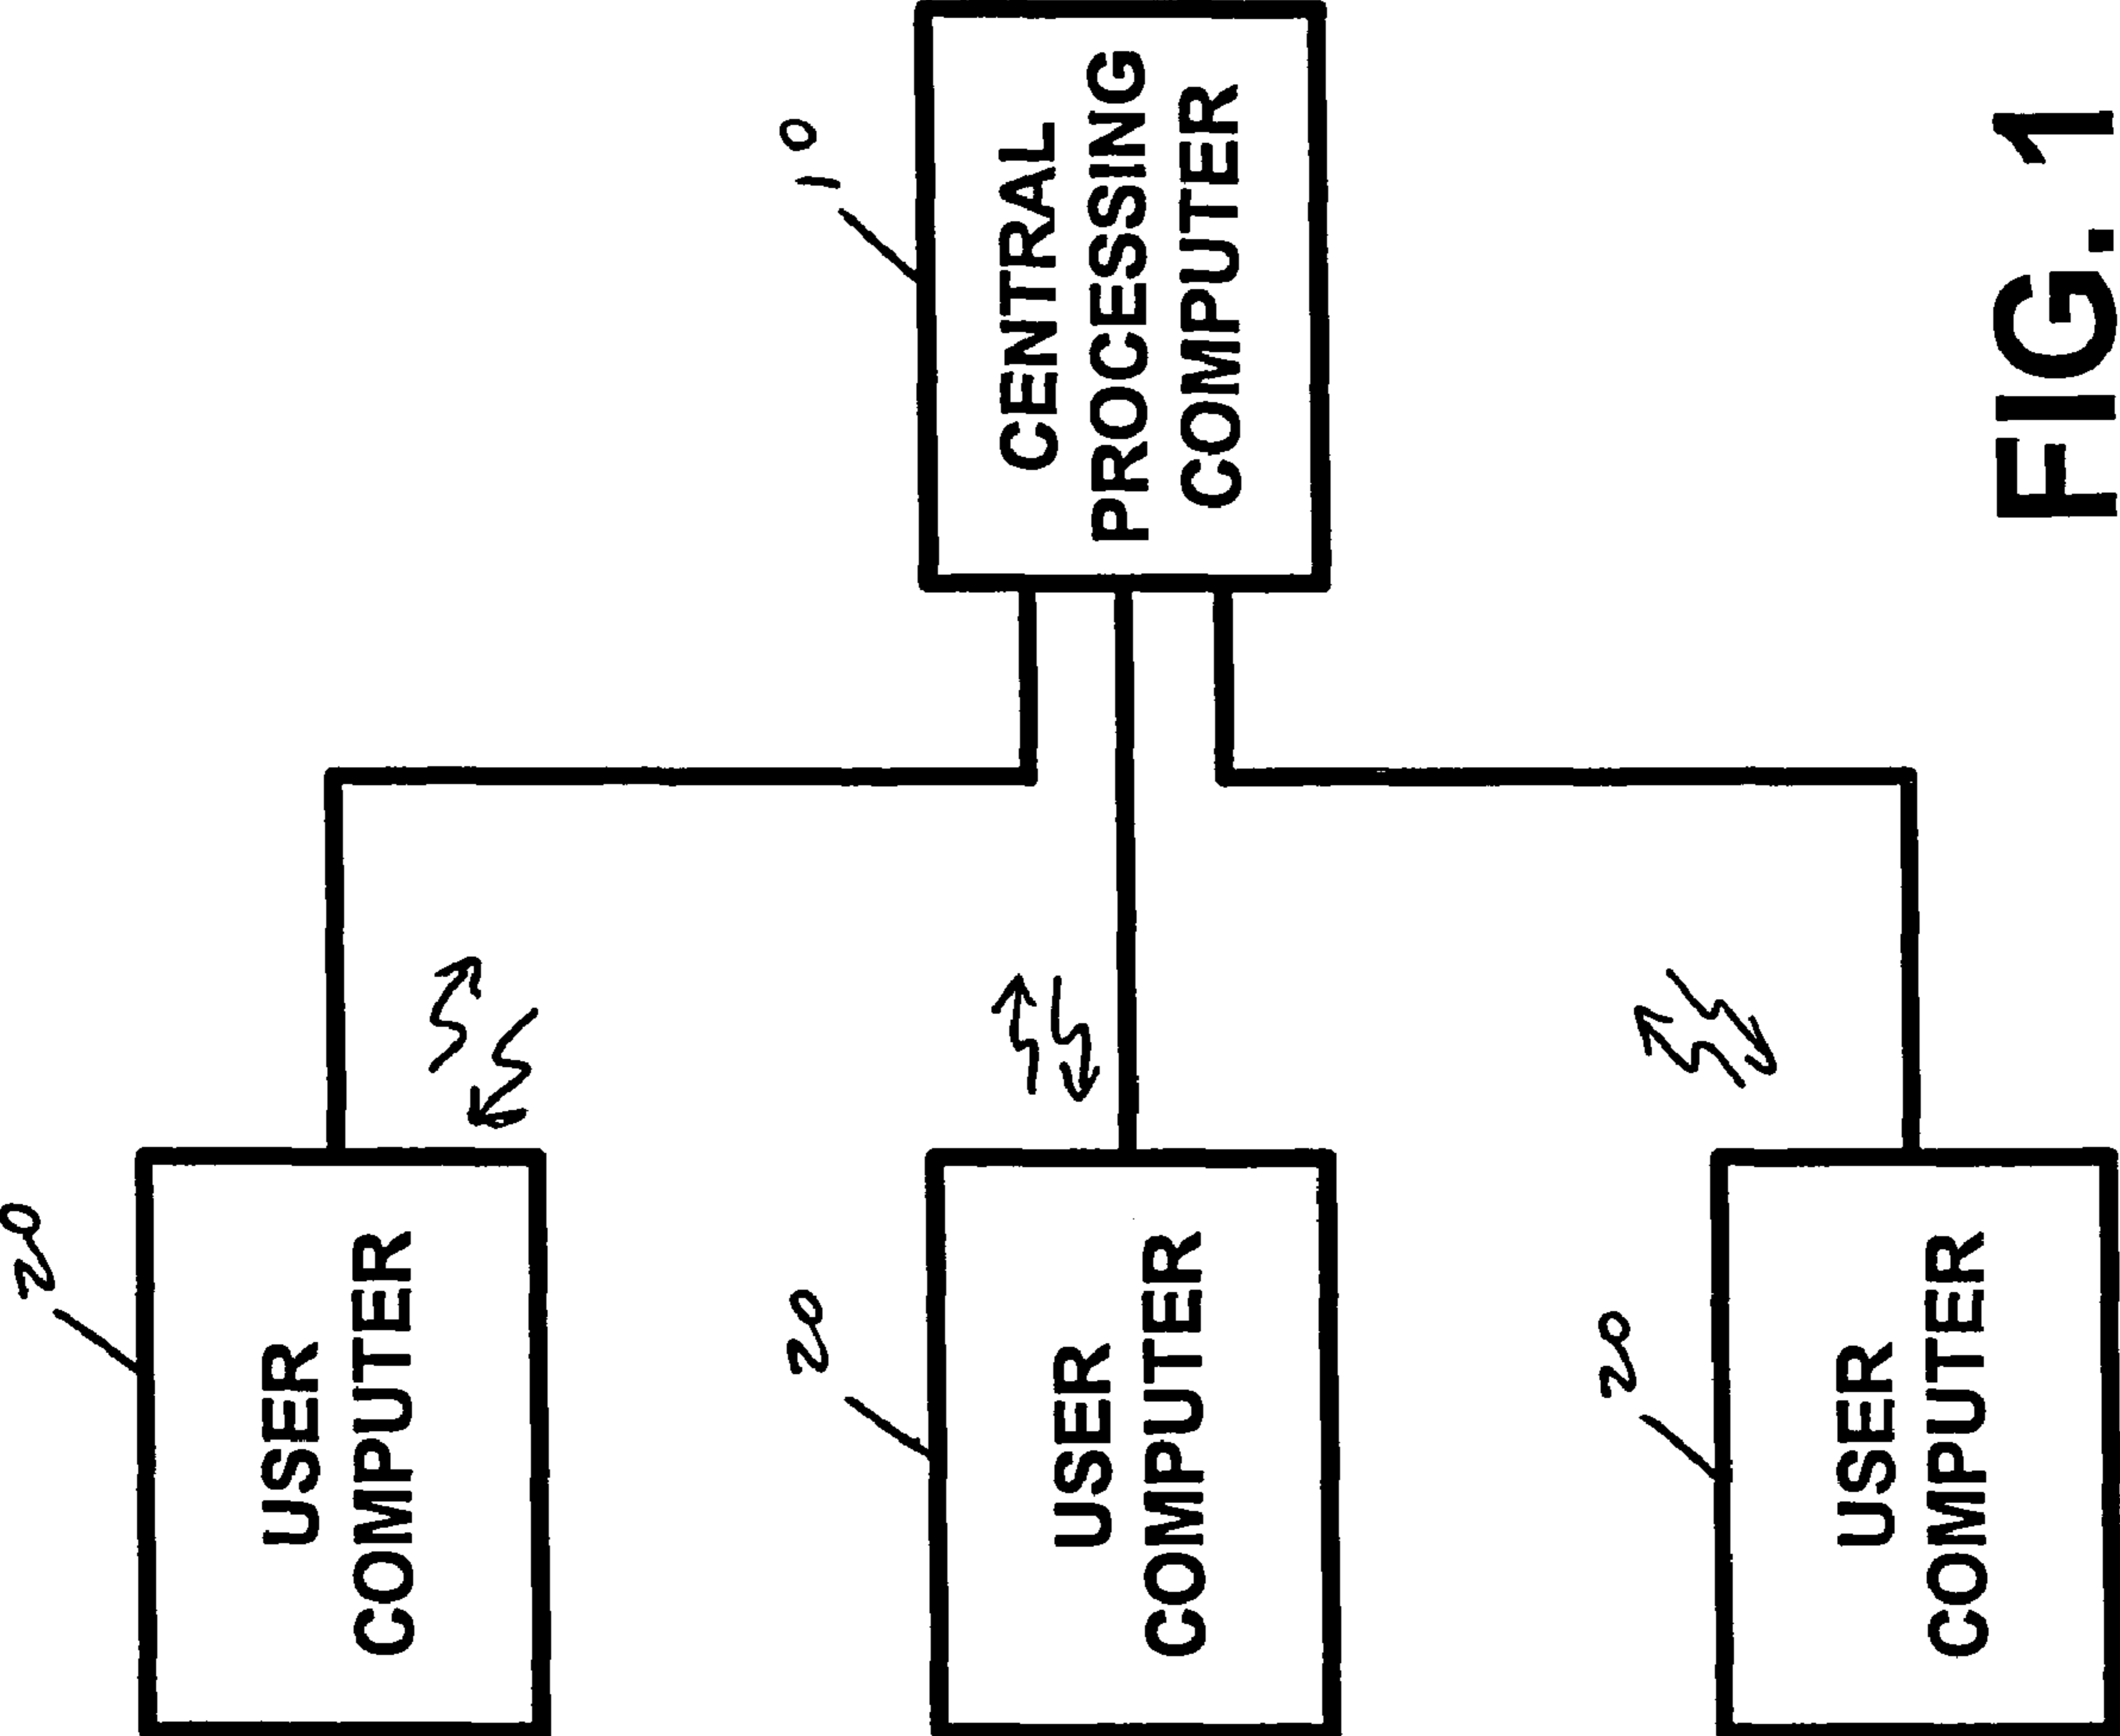 20
USER
COMPUTER
20
USER
COMPUTER
20
USER
COMPUTER
10
CENTRAL
PROCESSING
COMPUTER
FIG. 1